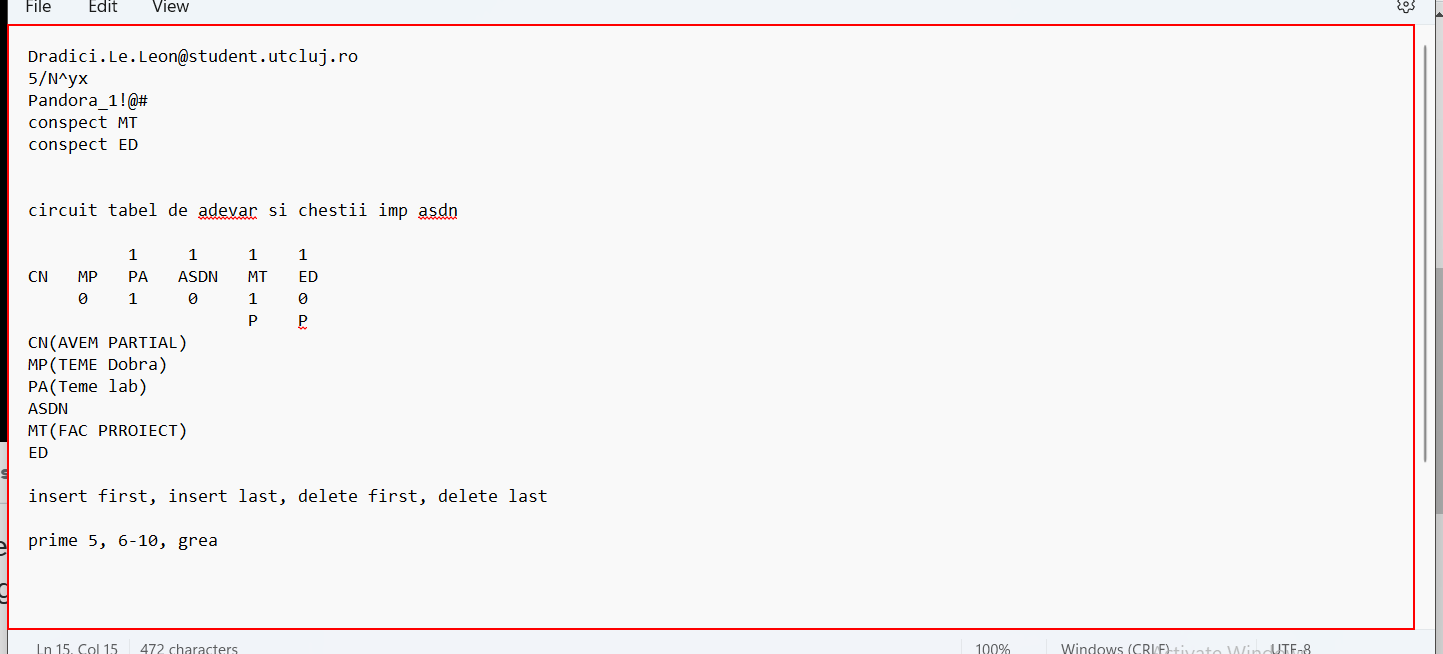 File Edit View
Dradici.Le.Leon@student.utcluj.ro
5/N^yx
Pandora_1!@#
conspect MT
conspect ED
circuit tabel de adevar si chestii imp asdn
1 1 1 1
CN MP PA ASDN MT ED
0 1 0 1 0
P P
CN(AVEM PARTIAL)
MP(TEME Dobra)
PA(Teme lab)
ASDN
MT(FAC PRROIECT)
ED
insert first, insert last, delete first, delete last
prime 5, 6-10, grea
Ln 15, Col 15 472 characters 100% Windows (CRLF) UTF-8
Activate Windows